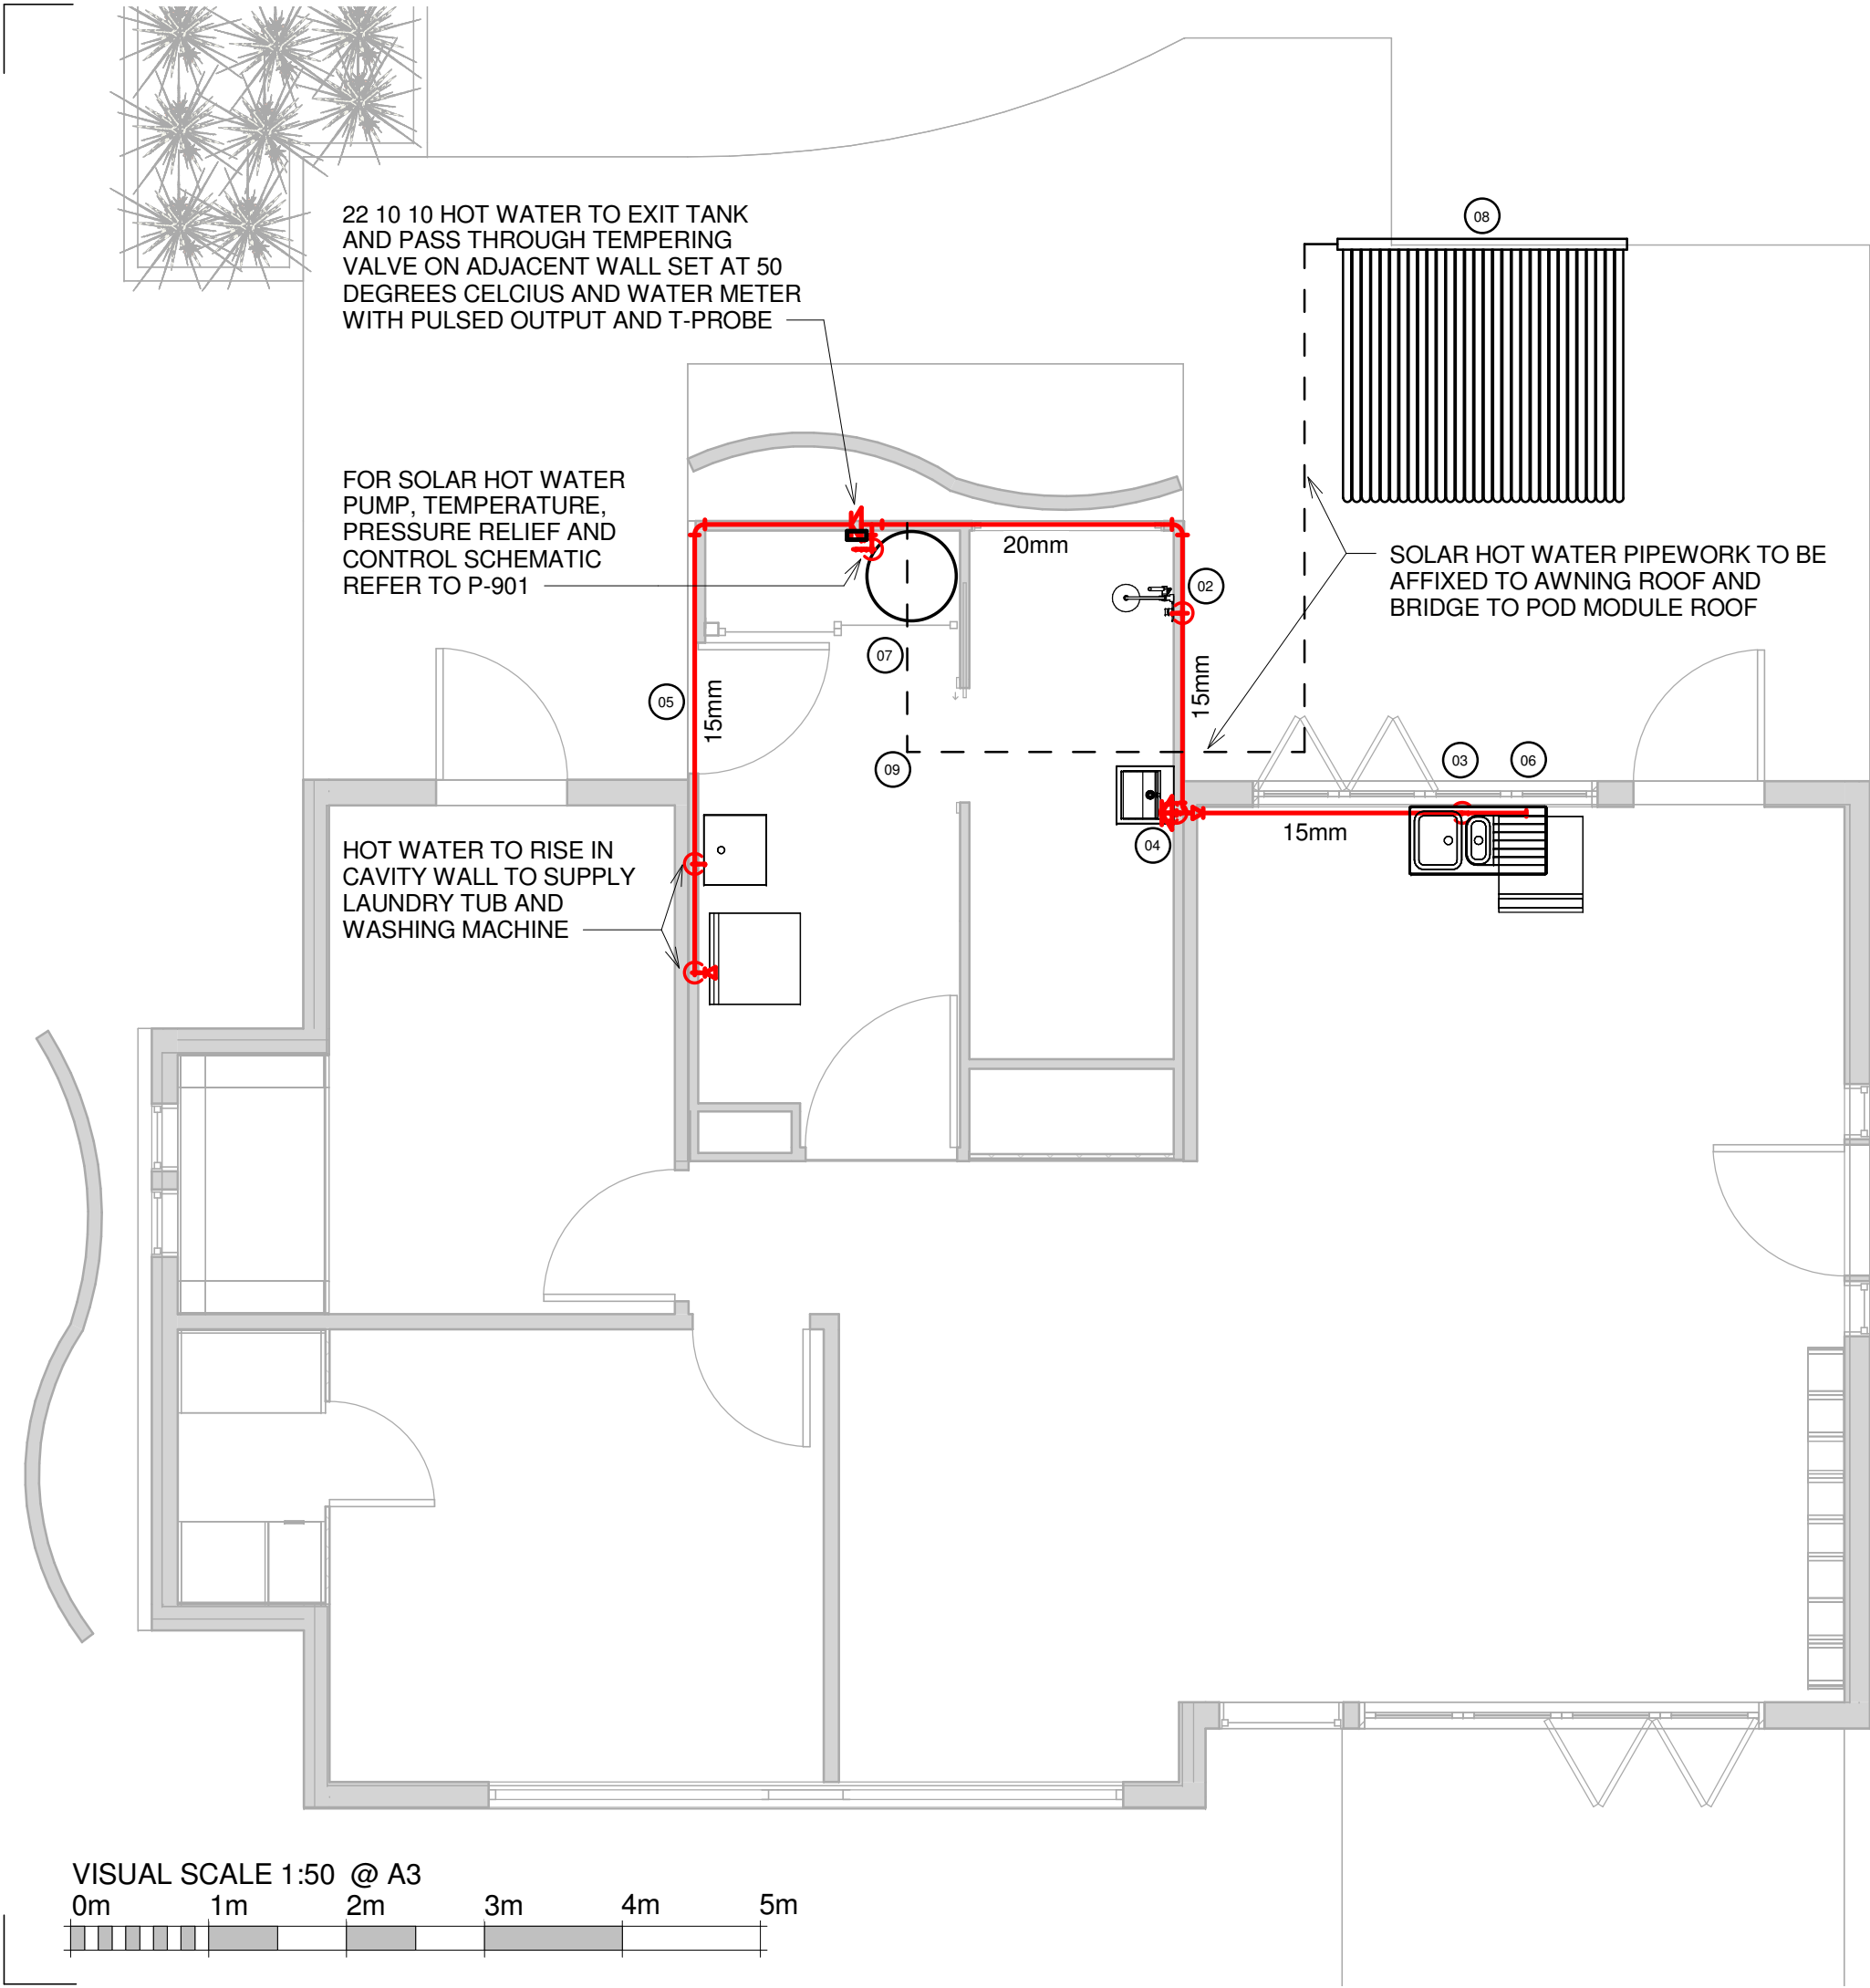 08
22 10 10 HOT WATER TO EXIT TANK
AND PASS THROUGH TEMPERING
VALVE ON ADJACENT WALL SET AT 50
DEGREES CELCIUS AND WATER METER
WITH PULSED OUTPUT AND T-PROBE
FOR SOLAR HOT WATER
PUMP, TEMPERATURE,
PRESSURE RELIEF AND
CONTROL SCHEMATIC
REFER TO P-901
20mm
SOLAR HOT WATER PIPEWORK TO BE
AFFIXED TO AWNING ROOF AND
BRIDGE TO POD MODULE ROOF
02
07
05
15mm
15mm
09
03
06
04
15mm
HOT WATER TO RISE IN
CAVITY WALL TO SUPPLY
LAUNDRY TUB AND
WASHING MACHINE
VISUAL SCALE 1:50 @ A3
0m 1m 2m 3m 4m 5m